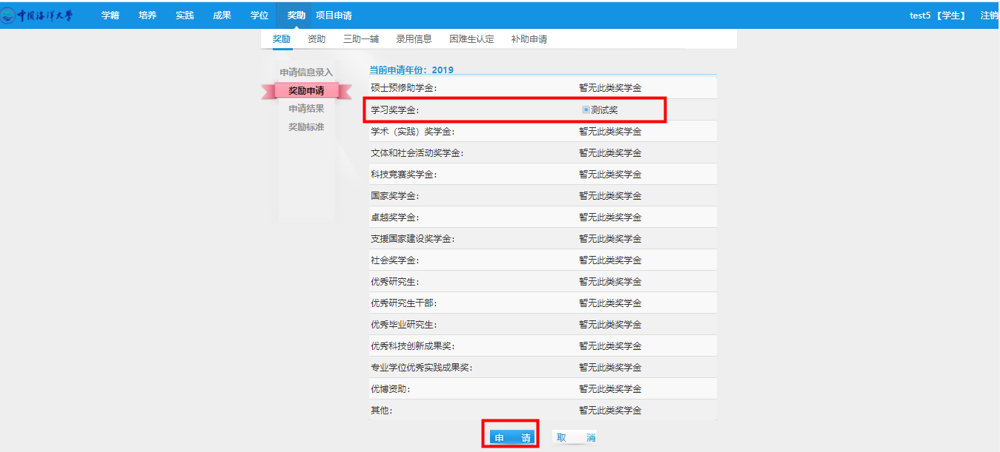 中国海洋大学 学籍 培养 实践 成果 学位 奖助 项目申请 test5 【学生】 注销
奖励 资助 三助一辅 录用信息 困难生认定 补助申请
申请信息录入
奖励申请
申请结果
奖励标准
当前申请年份：2019
硕士预修助学金: 暂无此类奖学金
学习奖学金: 测试奖
学术（实践）奖学金: 暂无此类奖学金
文体和社会活动奖学金: 暂无此类奖学金
科技竞赛奖学金: 暂无此类奖学金
国家奖学金: 暂无此类奖学金
卓越奖学金: 暂无此类奖学金
支援国家建设奖学金: 暂无此类奖学金
社会奖学金: 暂无此类奖学金
优秀研究生: 暂无此类奖学金
优秀研究生干部: 暂无此类奖学金
优秀毕业研究生: 暂无此类奖学金
优秀科技创新成果奖: 暂无此类奖学金
专业学位优秀实践成果奖: 暂无此类奖学金
优博资助: 暂无此类奖学金
其他: 暂无此类奖学金
申 请 取 消